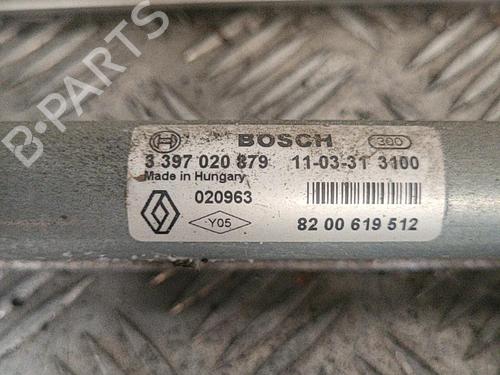 B-PARTS
BOSCH 300
3 397 020 879 11-03-31 3100
Made in Hungary
020963
Y05 82 00 619 512